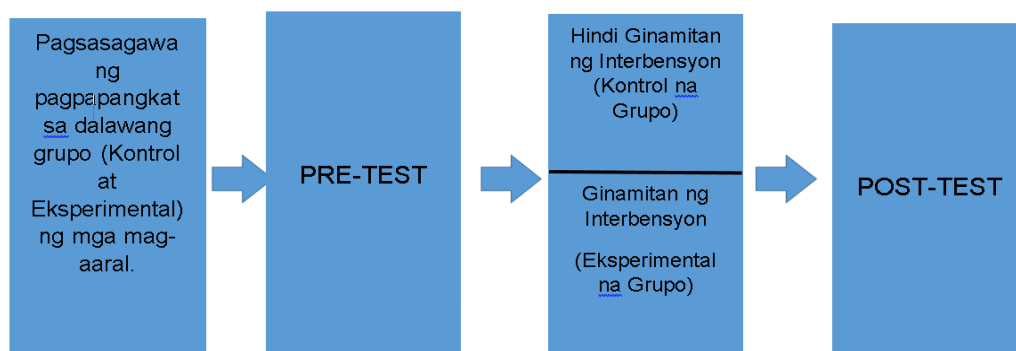 Pagsasagawa
ng
pagpapangkat
sa dalawang
grupo (Kontrol
at
Eksperimental)
ng mga mag-
aaral.
PRE-TEST
Hindi Ginamitan
ng Interbensyon
(Kontrol na
Grupo)
Ginamitan ng
Interbensyon
(Eksperimental
na Grupo)
POST-TEST